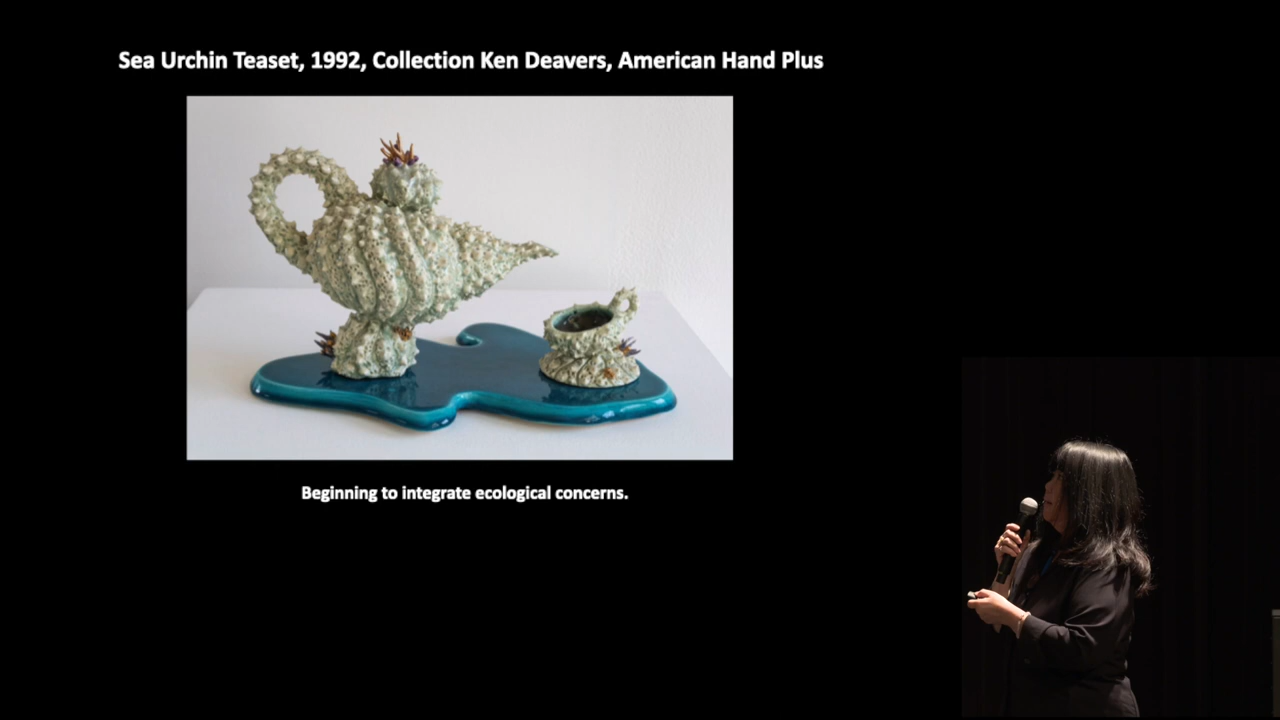 Sea Urchin Teaset, 1992, Collection Ken Deavers, American Hand Plus
Beginning to integrate ecological concerns.